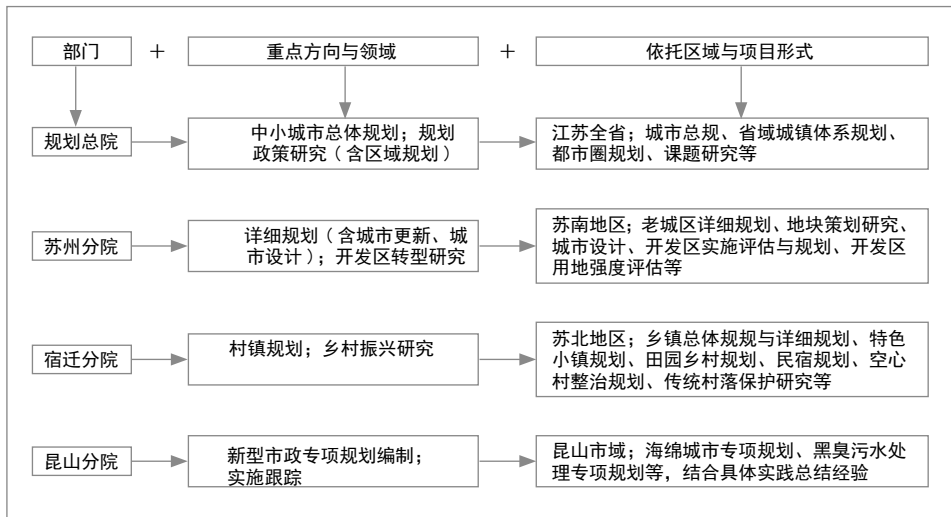 部门 + 重点方向与领域 + 依托区域与项目形式
规划总院
中小城市总体规划；规划
政策研究（含区域规划）
江苏全省；城市总规、省域城镇体系规划、
都市圈规划、课题研究等
苏州分院
详细规划（含城市更新、城
市设计）；开发区转型研究
苏南地区；老城区详细规划、地块策划研究、
城市设计、开发区实施评估与规划、开发区
用地强度评估等
宿迁分院
村镇规划；乡村振兴研究
苏北地区；乡镇总体规规与详细规划、特色
小镇规划、田园乡村规划、民宿规划、空心
村整治规划、传统村落保护研究等
昆山分院
新型市政专项规划编制；
实施跟踪
昆山市域；海绵城市专项规划、黑臭污水处
理专项规划等，结合具体实践总结经验